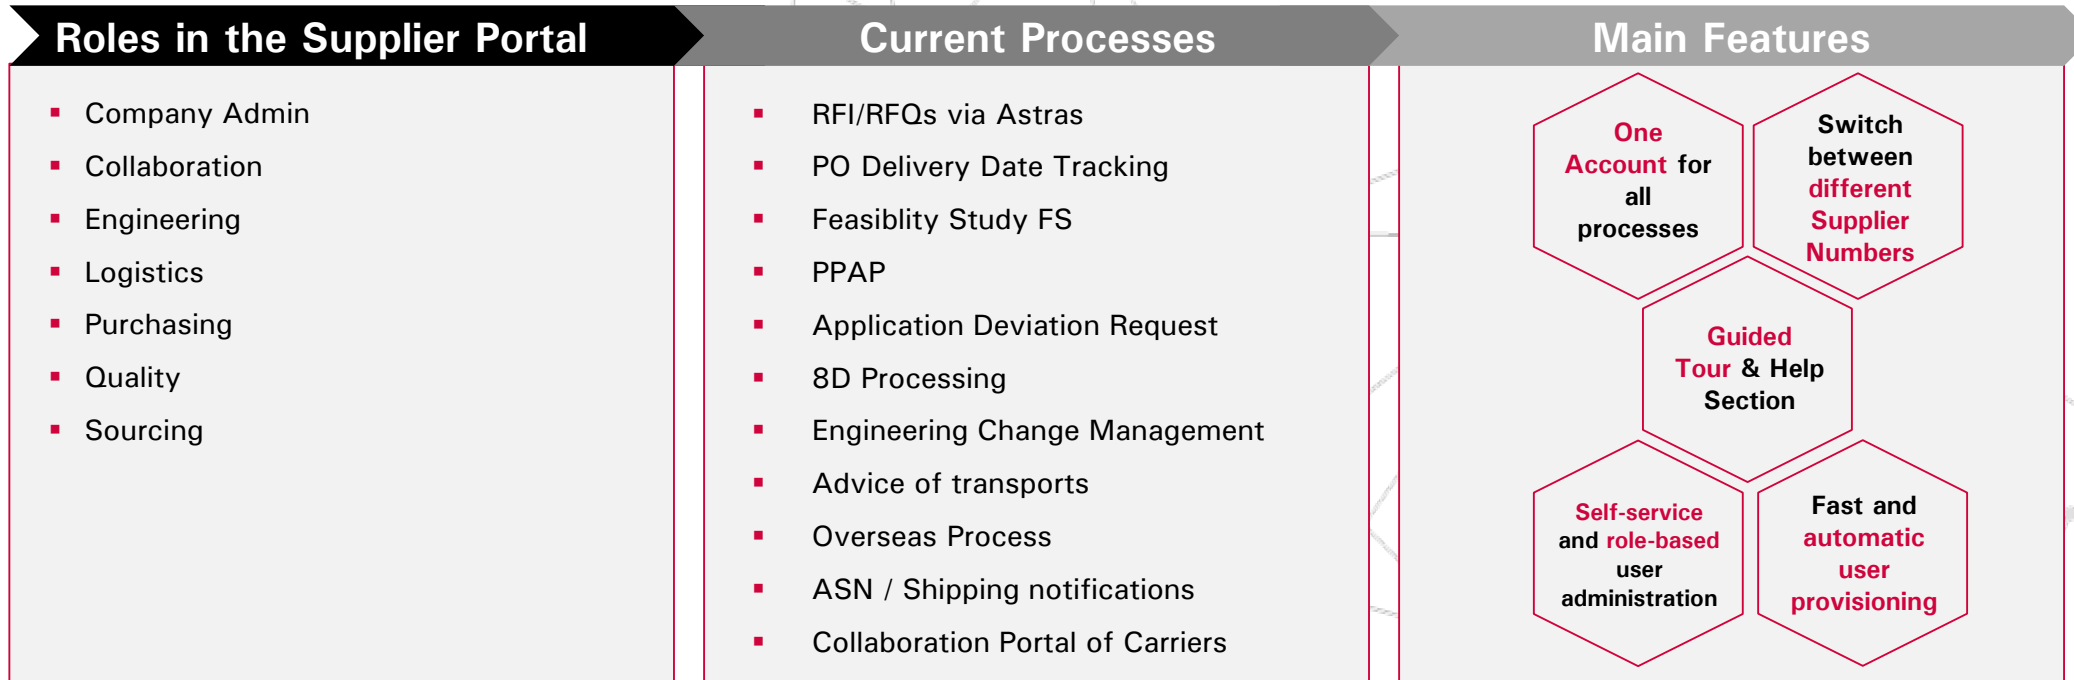 Roles in the Supplier Portal
Company Admin
Collaboration
Engineering
Logistics
Purchasing
Quality
Sourcing
Current Processes
RFI/RFQs via Astras
PO Delivery Date Tracking
Feasiblity Study FS
PPAP
Application Deviation Request
8D Processing
Engineering Change Management
Advice of transports
Overseas Process
ASN / Shipping notifications
Collaboration Portal of Carriers
Main Features
One
Account for
all
processes
Switch
between
different
Supplier
Numbers
Guided
Tour & Help
Section
Self-service
and role-based
user
administration
Fast and
automatic
user
provisioning